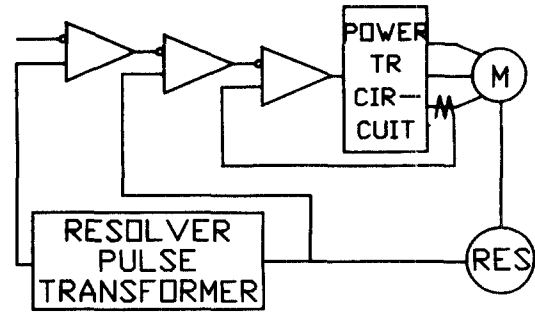 POWER
TR
CIR-
CUIT
M
RESOLVER
PULSE
TRANSFORMER
RES